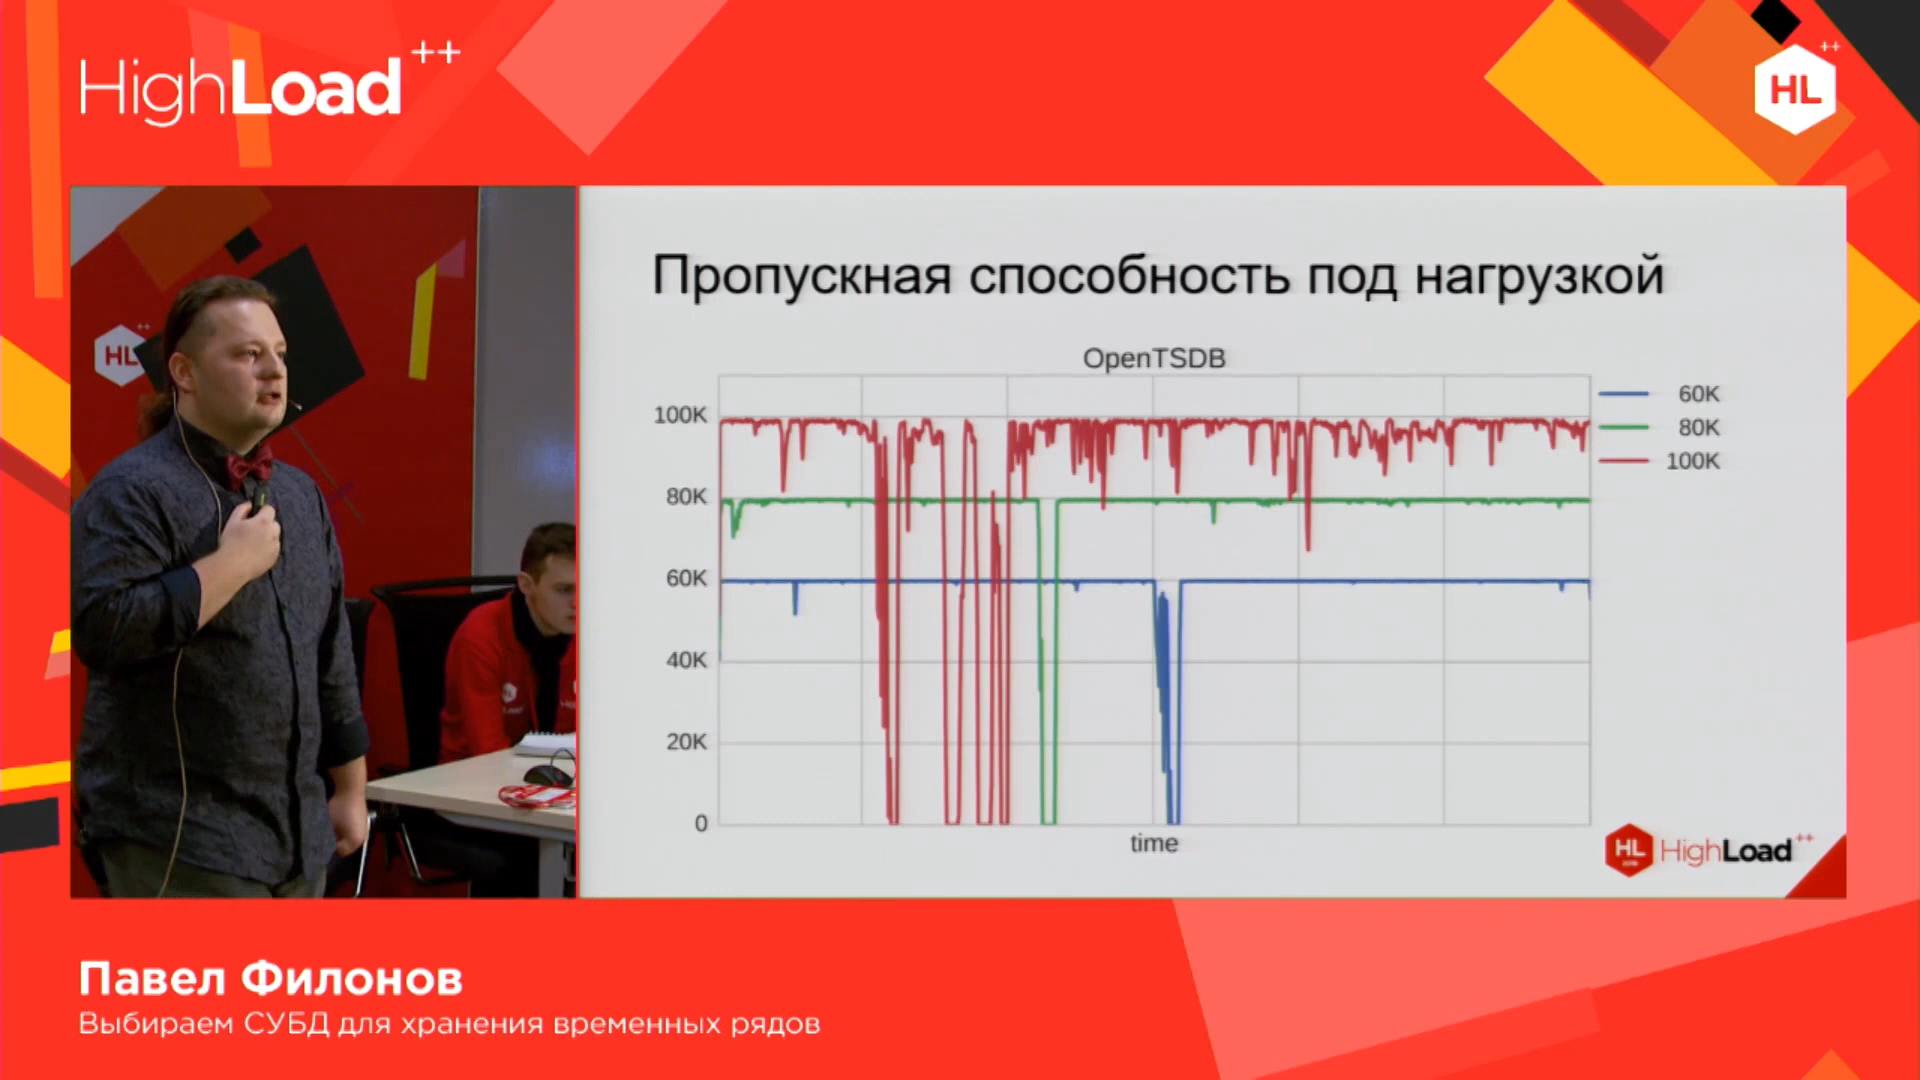 HighLoad++
HL++
HL++
Пропускная способность под нагрузкой
OpenTSDB
100K
80K
60K
40K
20K
0
time
60K
80K
100K
HL HighLoad++
Павел Филонов
Выбираем СУБД для хранения временных рядов